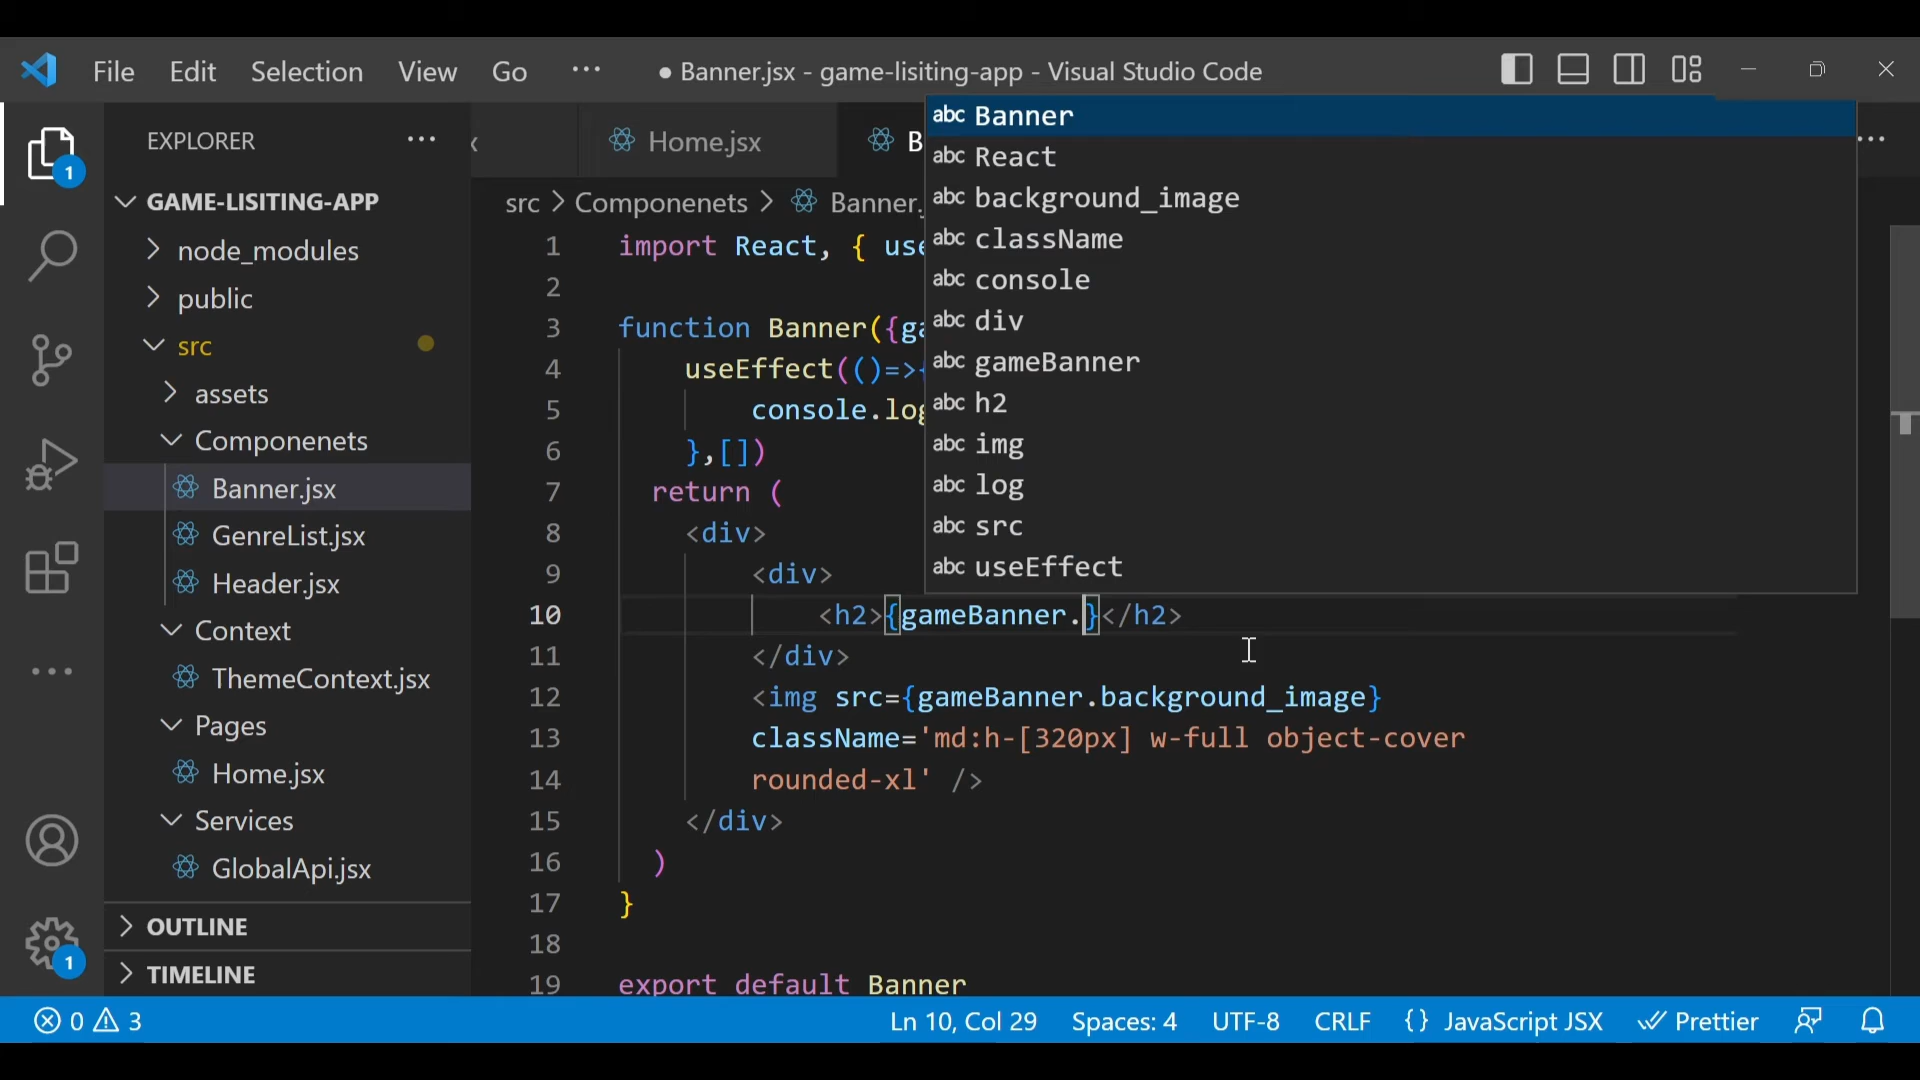 File Edit Selection View Go ··· ● Banner.jsx - game-lisiting-app - Visual Studio Code
EXPLORER ···
GAME-LISITING-APP
node_modules
public
src
assets
Componenets
Banner.jsx
GenreList.jsx
Header.jsx
Context
ThemeContext.jsx
Pages
Home.jsx
Services
GlobalApi.jsx
OUTLINE
TIMELINE
1
1
Home.jsx B
src > Componenets > Banner.
1 import React, { use
2
3 function Banner({ga
4 useEffect(()=>{
5 console.log
6 },[])
7 return (
8 <div>
9 <div>
10 <h2>{gameBanner.}</h2>
11 </div>
12 <img src={gameBanner.background_image}
13 className='md:h-[320px] w-full object-cover
14 rounded-xl' />
15 </div>
16 )
17 }
18
19 export default Banner
abc Banner
abc React
abc background_image
abc className
abc console
abc div
abc gameBanner
abc h2
abc img
abc log
abc src
abc useEffect
0 3 Ln 10, Col 29 Spaces: 4 UTF-8 CRLF {} JavaScript JSX Prettier